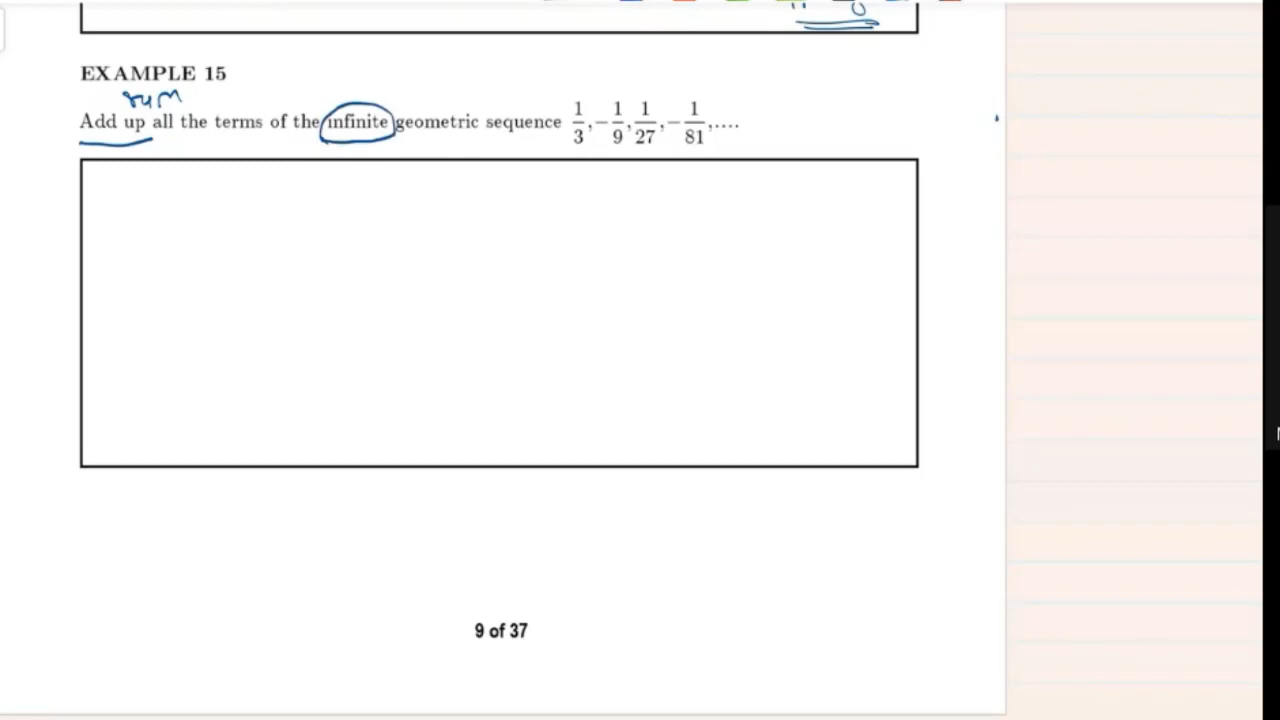 EXAMPLE 15
sum
Add up all the terms of the infinite geometric sequence 1/3, -1/9, 1/27, -1/81, ....
9 of 37